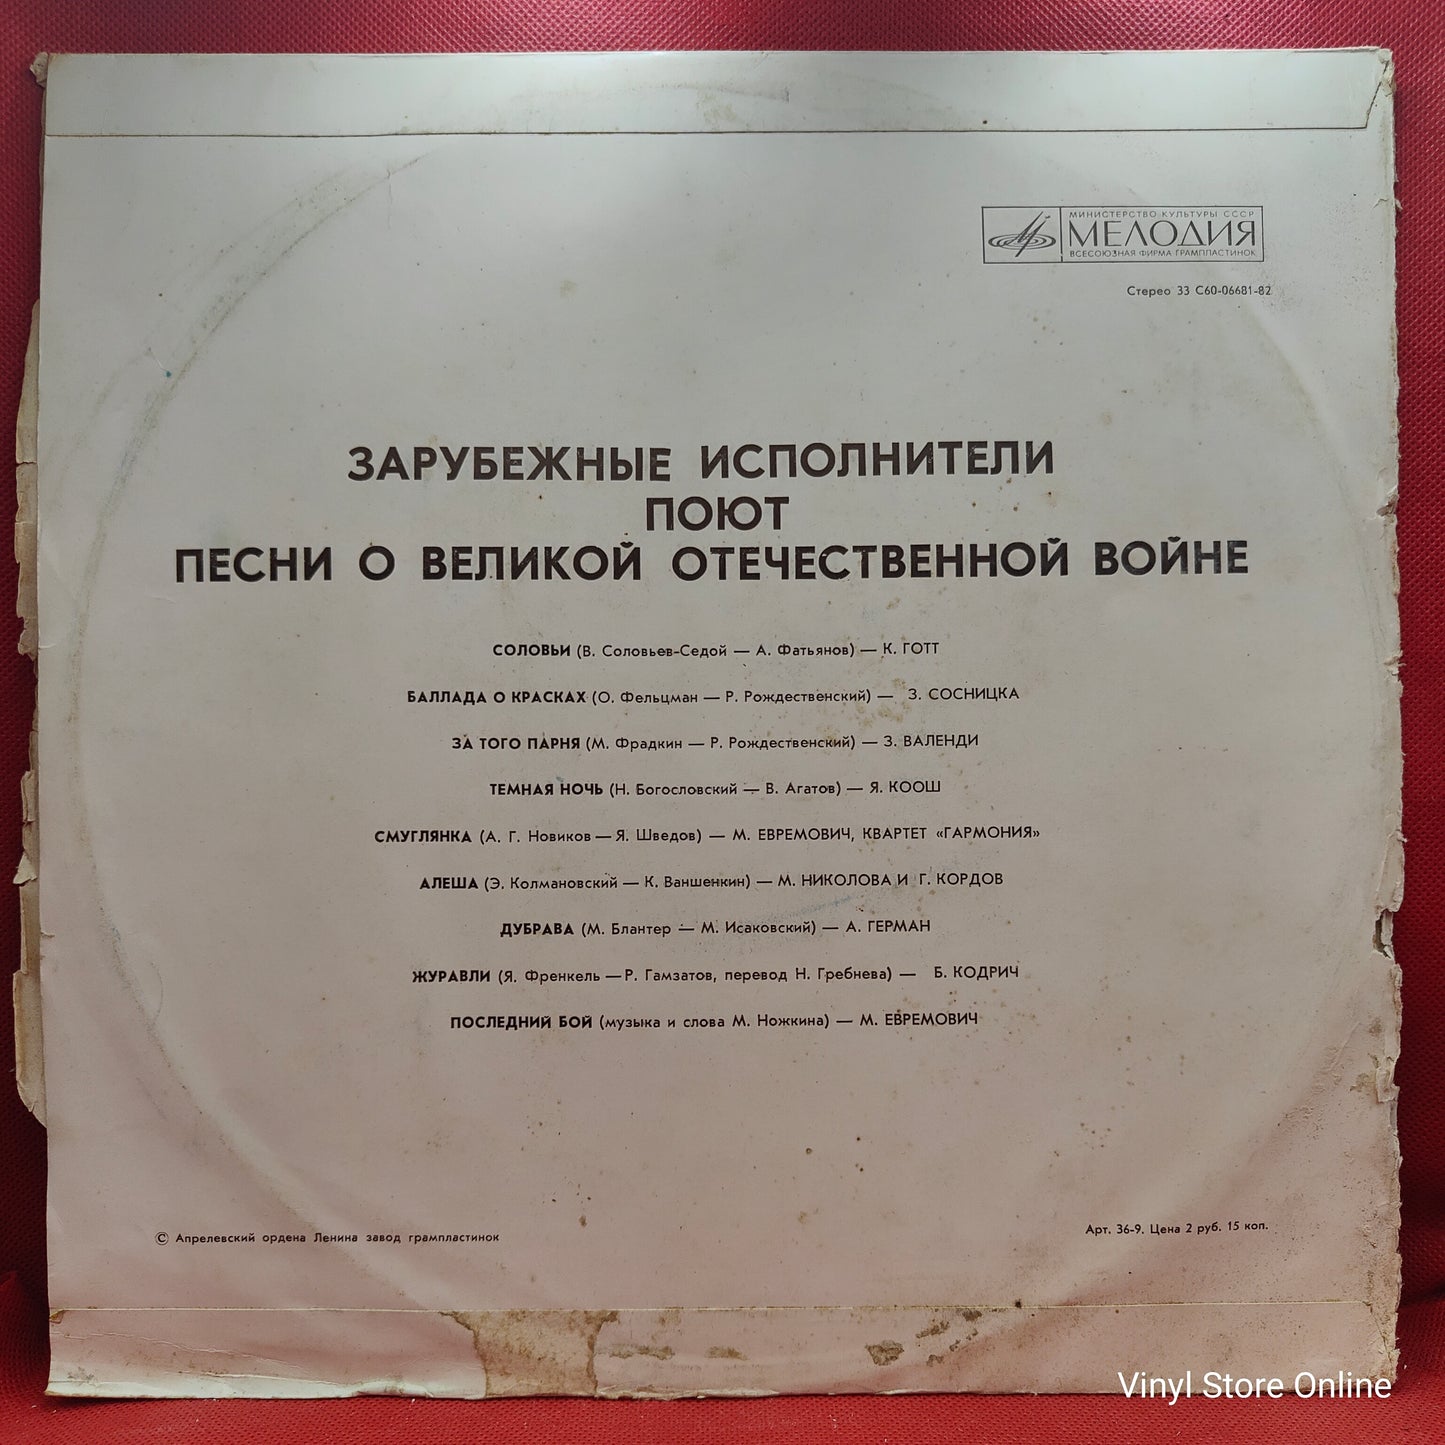 МИНИСТЕРСТВО КУЛЬТУРЫ СССР
МЕЛОДИЯ
ВСЕСОЮЗНАЯ ФИРМА ГРАМПЛАСТИНОК
Стерео 33 С60-06681-82
ЗАРУБЕЖНЫЕ ИСПОЛНИТЕЛИ
ПОЮТ
ПЕСНИ О ВЕЛИКОЙ ОТЕЧЕСТВЕННОЙ ВОЙНЕ
СОЛОВЬИ (В. Соловьев-Седой — А. Фатьянов) — К. ГОТТ
БАЛЛАДА О КРАСКАХ (О. Фельцман — Р. Рождественский) — З. СОСНИЦКА
ЗА ТОГО ПАРНЯ (М. Фрадкин — Р. Рождественский) — З. ВАЛЕНДИ
ТЕМНАЯ НОЧЬ (Н. Богословский — В. Агатов) — Я. КООШ
СМУГЛЯНКА (А. Г. Новиков — Я. Шведов) — М. ЕВРЕМОВИЧ, КВАРТЕТ «ГАРМОНИЯ»
АЛЕША (Э. Колмановский — К. Ваншенкин) — М. НИКОЛОВА И Г. КОРДОВ
ДУБРАВА (М. Блантер — М. Исаковский) — А. ГЕРМАН
ЖУРАВЛИ (Я. Френкель — Р. Гамзатов, перевод Н. Гребнева) — Б. КОДРИЧ
ПОСЛЕДНИЙ БОЙ (музыка и слова М. Ножкина) — М. ЕВРЕМОВИЧ
© Апрелевский ордена Ленина завод грампластинок
Арт. 36-9. Цена 2 руб. 15 коп.
Vinyl Store Online